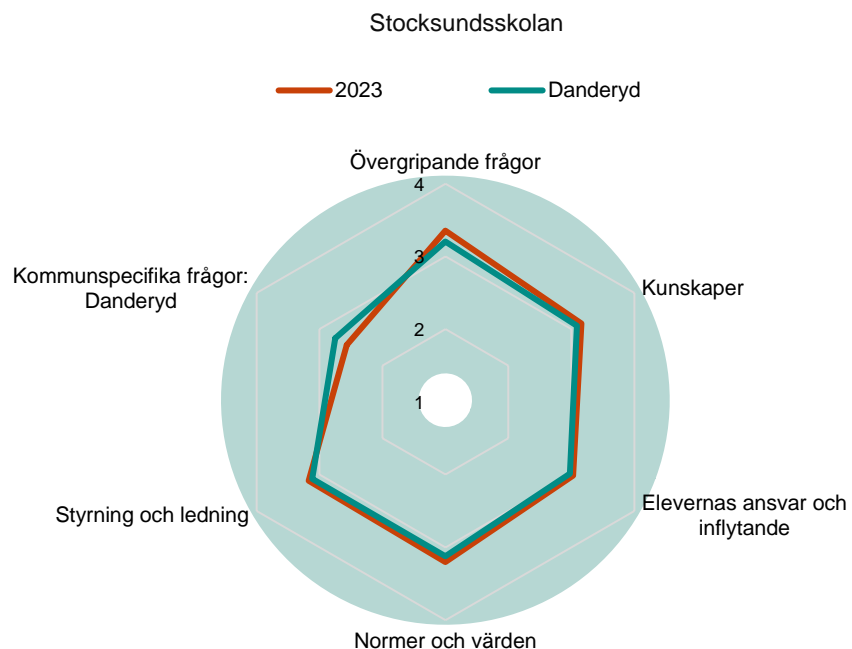 Stocksundsskolan
2023
Danderyd
Övergripande frågor
4
3
2
1
Kunskaper
Elevernas ansvar och
inflytande
Normer och värden
Styrning och ledning
Kommunspecifika frågor:
Danderyd